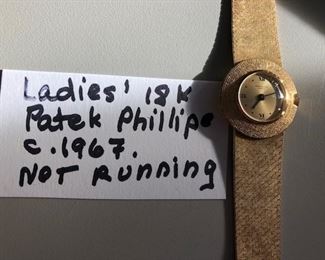 Ladies' 18K
Patek Phillipe
c. 1967.
NOT RUNNING